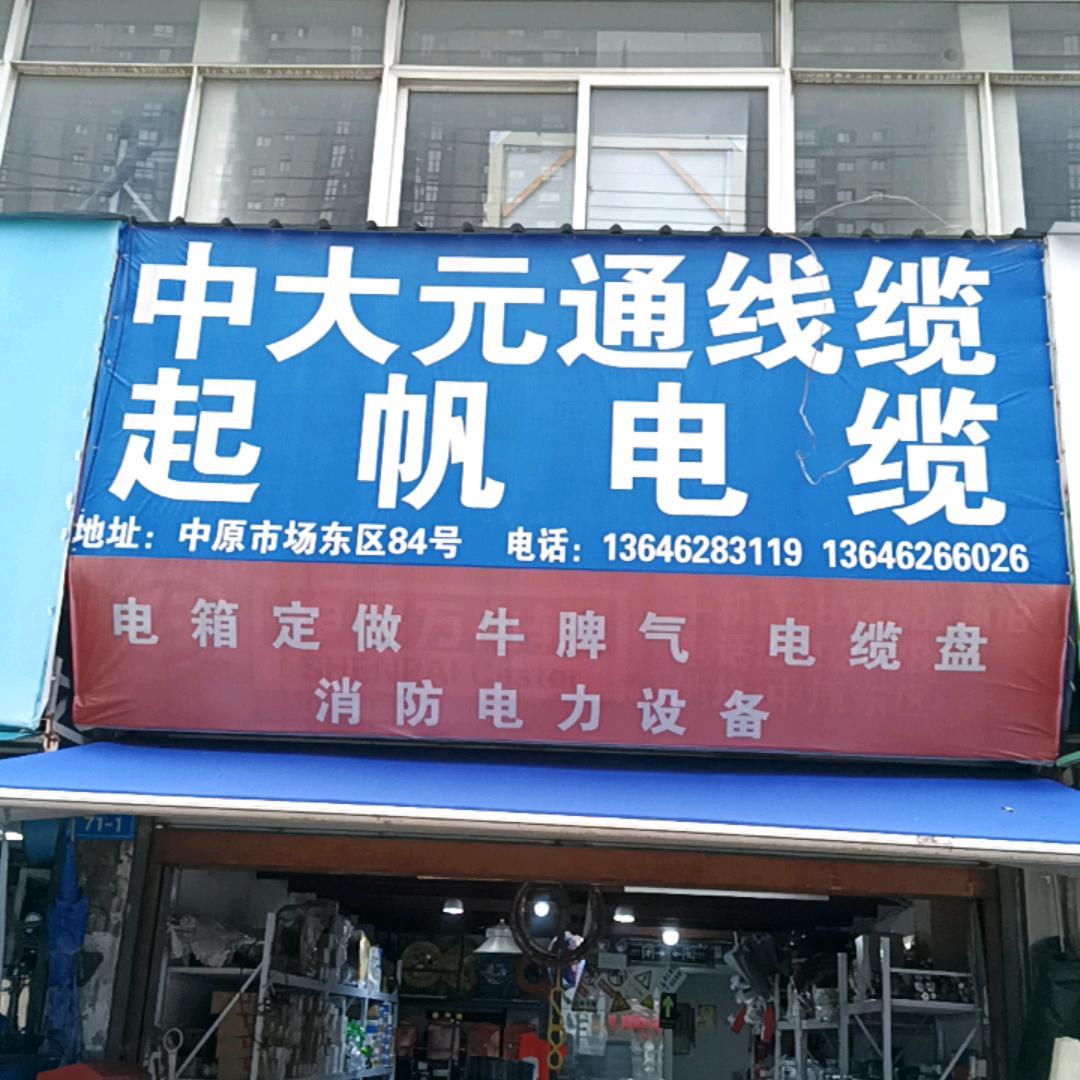 中大元通线缆
起帆电缆
地址：中原市场东区84号 电话：13646283119 13646266026
电箱定做 牛脾气 电缆盘
消防电力设备
71-1